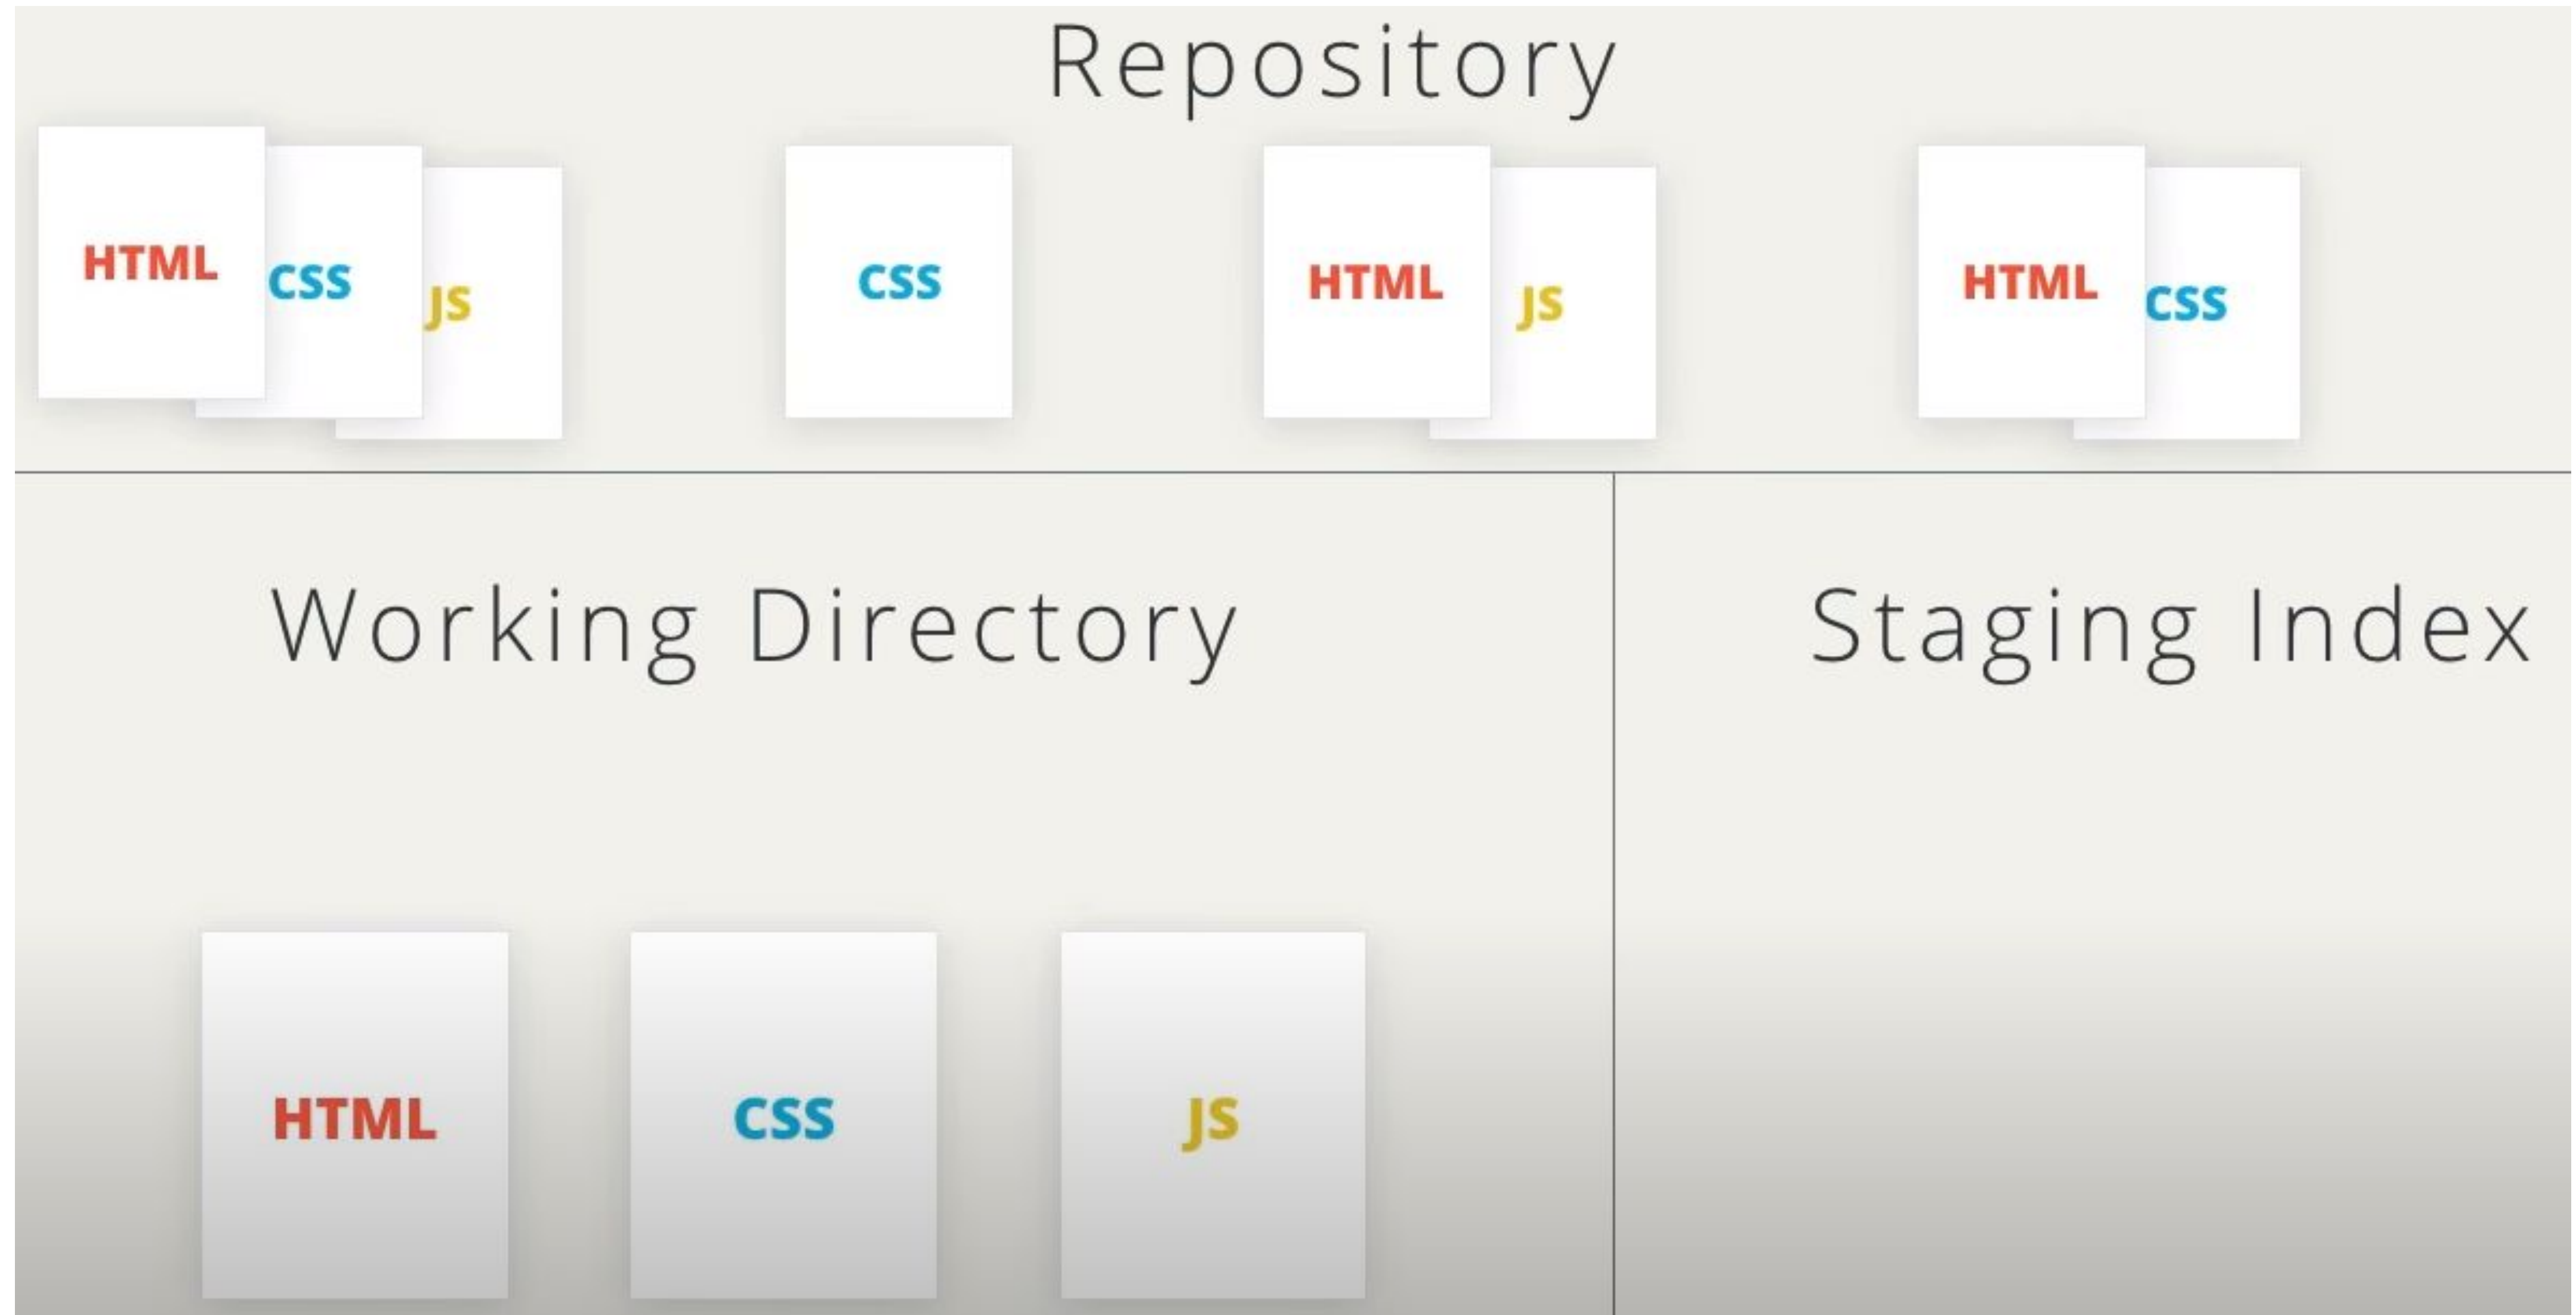 Repository
HTML CSS JS CSS HTML JS HTML CSS
Working Directory Staging Index
HTML CSS JS